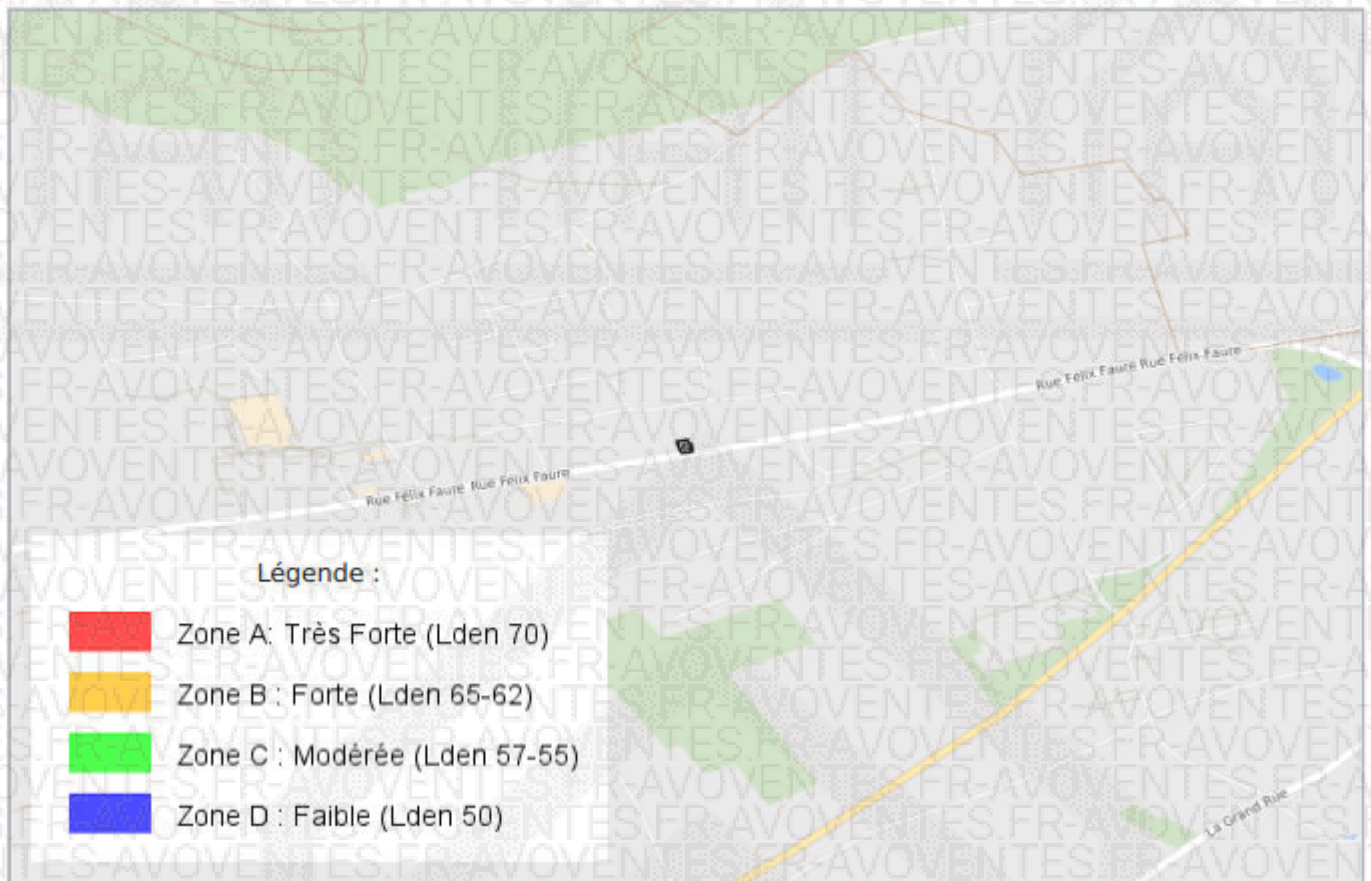 Rue Félix Faure Rue Félix Faure
Rue Félix Faure Rue Félix Faure
Légende :
Zone A: Très Forte (Lden 70)
Zone B : Forte (Lden 65-62)
Zone C : Modérée (Lden 57-55)
Zone D : Faible (Lden 50)
La Grand Rue
AVOVENTES.FR-AVOVENTES.FR-AVOVENTES.FR-AVOVENTES.FR